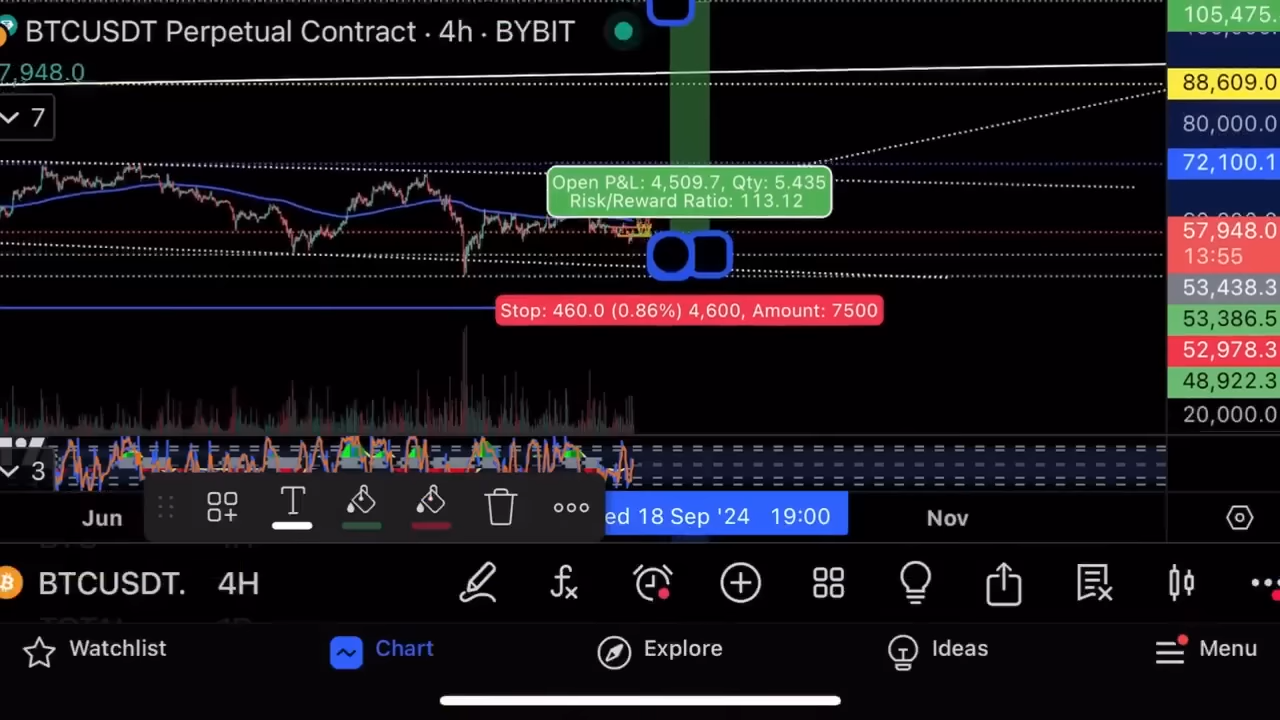 BTCUSDT Perpetual Contract · 4h · BYBIT
105,475.
7,948.0
88,609.0
7
80,000.0
72,100.1
Open P&L: 4,509.7, Qty: 5.435
Risk/Reward Ratio: 113.12
57,948.0
13:55
53,438.3
Stop: 460.0 (0.86%) 4,600, Amount: 7500
53,386.5
52,978.3
48,922.3
20,000.0
3
T
Jun
ed 18 Sep '24 19:00
Nov
BTCUSDT. 4H
Watchlist
Chart
Explore
Ideas
Menu